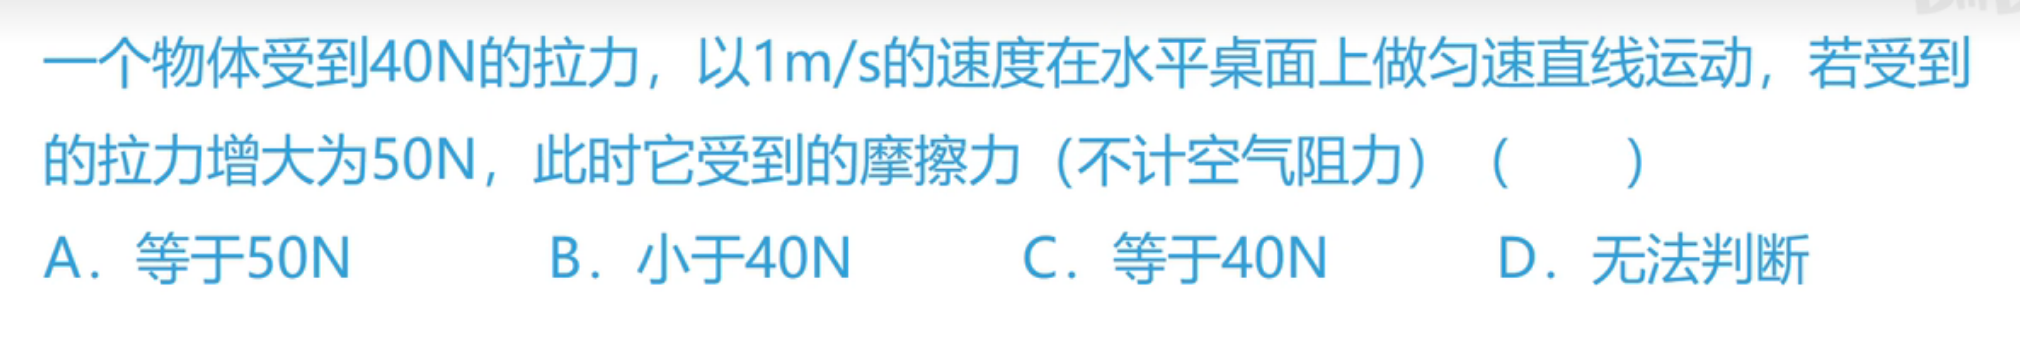 一个物体受到40N的拉力，以1m/s的速度在水平桌面上做匀速直线运动，若受到
的拉力增大为50N，此时它受到的摩擦力（不计空气阻力）（　　）
A．等于50N　　B．小于40N　　C．等于40N　　D．无法判断